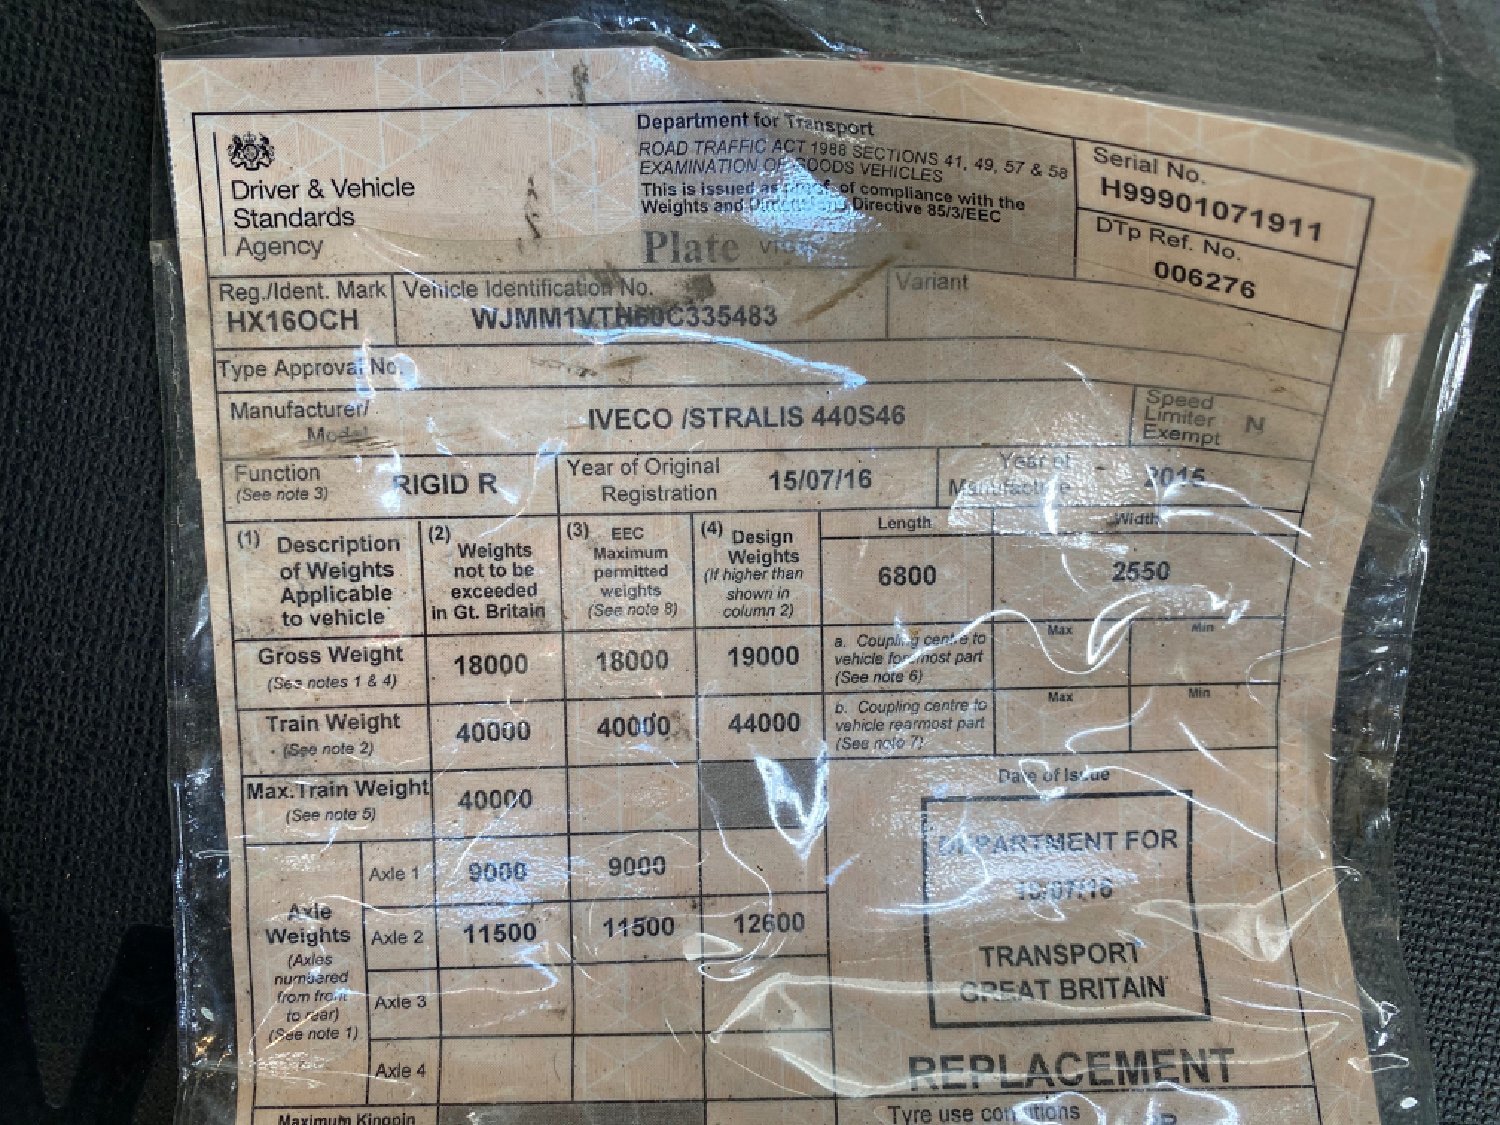 Driver & Vehicle
Standards
Agency
Department for Transport
ROAD TRAFFIC ACT 1988 SECTIONS 41, 49, 57 & 58
EXAMINATION OF GOODS VEHICLES
This is issued as proof of compliance with the
Weights and Dimensions Directive 85/3/EEC
Plate
Serial No.
H99901071911
DTp Ref. No.
006276
Reg./Ident. Mark
HX16OCH
Vehicle Identification No.
WJMM1VTH60C335483
Variant
Type Approval No.
Manufacturer/
Model
IVECO /STRALIS 440S46
Speed
Limiter
Exempt
N
Function
(See note 3)
RIGID R
Year of Original
Registration
15/07/16
Year of
Manufacture
2015
(1) Description
of Weights
Applicable
to vehicle
(2) Weights
not to be
exceeded
in Gt. Britain
(3) EEC
Maximum
permitted
weights
(See note 8)
(4) Design
Weights
(If higher than
shown in
column 2)
Length
6800
Width
2550
Gross Weight
(See notes 1 & 4)
18000
18000
19000
a. Coupling centre to
vehicle foremost part
(See note 6)
Max
Min
Train Weight
(See note 2)
40000
40000
44000
b. Coupling centre to
vehicle rearmost part
(See note 7)
Max
Min
Max.Train Weight
(See note 5)
40000
Axle
Weights
(Axles
numbered
from front
to rear)
(See note 1)
Axle 1
9000
9000
Axle 2
11500
11500
12600
Axle 3
Axle 4
Date of Issue
DEPARTMENT FOR
TRANSPORT
GREAT BRITAIN
REPLACEMENT
Maximum Kingpin
Tyre use conditions